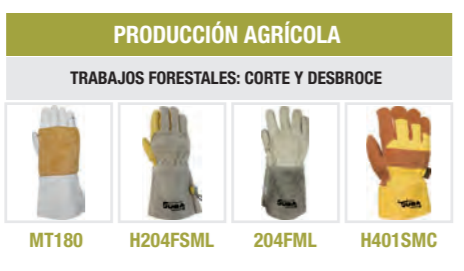 PRODUCCIÓN AGRÍCOLA
TRABAJOS FORESTALES: CORTE Y DESBROCE
MT180 H204FSML 204FML H401SMC